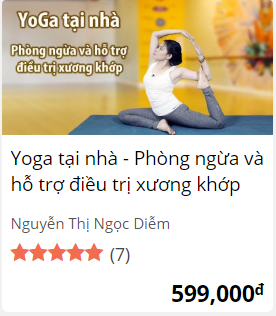 YoGa tại nhà
Phòng ngừa và hỗ trợ
điều trị xương khớp
Yoga tại nhà - Phòng ngừa và
hỗ trợ điều trị xương khớp
Nguyễn Thị Ngọc Diễm
(7)
599,000đ